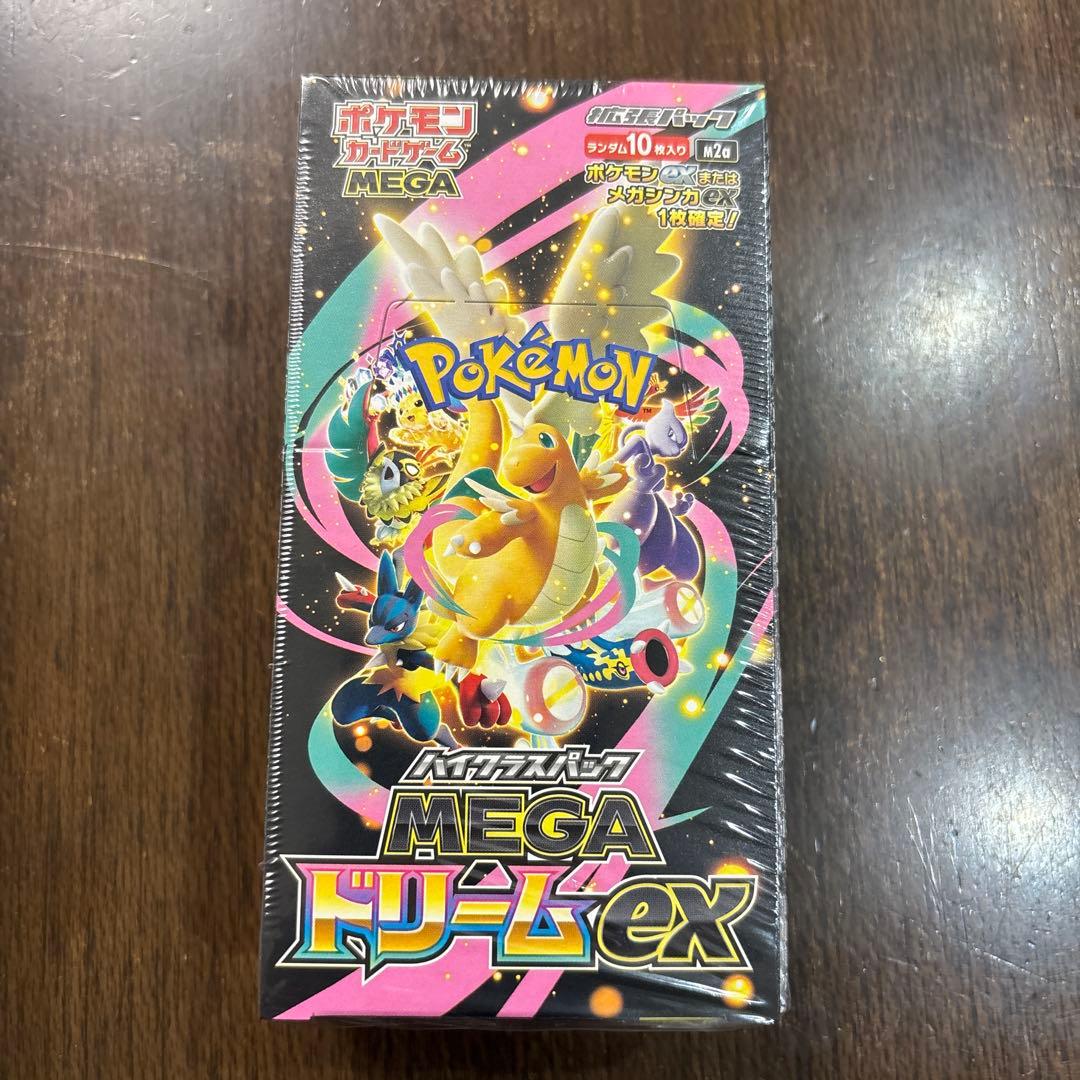 ポケモン
カードゲーム
MEGA
拡張パック
ランダム10枚入り M2a
ポケモンexまたは
メガシンカex
1枚確定!
POKéMON
ハイクラスパック
MEGA
ドリームex